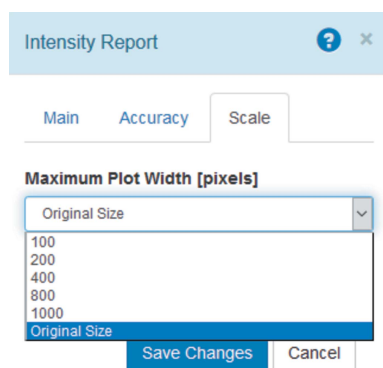 Intensity Report ? ×
Main Accuracy Scale
Maximum Plot Width [pixels]
Original Size
100
200
400
800
1000
Original Size
Save Changes Cancel